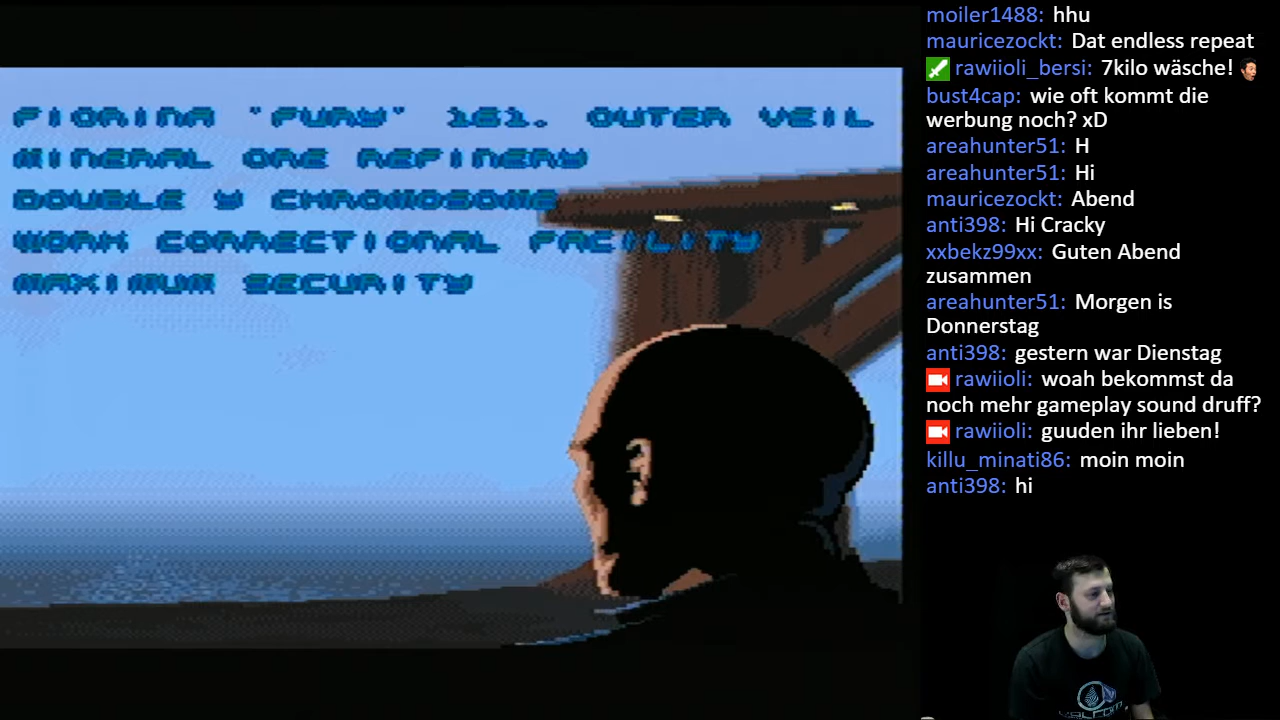 FIORINA "FURY" 161. OUTER VEIL
MINERAL ORE REFINERY
DOUBLE Y CHROMOSOME
WORK CORRECTIONAL FACILITY
MAXIMUM SECURITY
moiler1488: hhu
mauricezockt: Dat endless repeat
rawiioli_bersi: 7kilo wäsche!
bust4cap: wie oft kommt die
werbung noch? xD
areahunter51: H
areahunter51: Hi
mauricezockt: Abend
anti398: Hi Cracky
xxbekz99xx: Guten Abend
zusammen
areahunter51: Morgen is
Donnerstag
anti398: gestern war Dienstag
rawiioli: woah bekommst da
noch mehr gameplay sound druff?
rawiioli: guuden ihr lieben!
killu_minati86: moin moin
anti398: hi